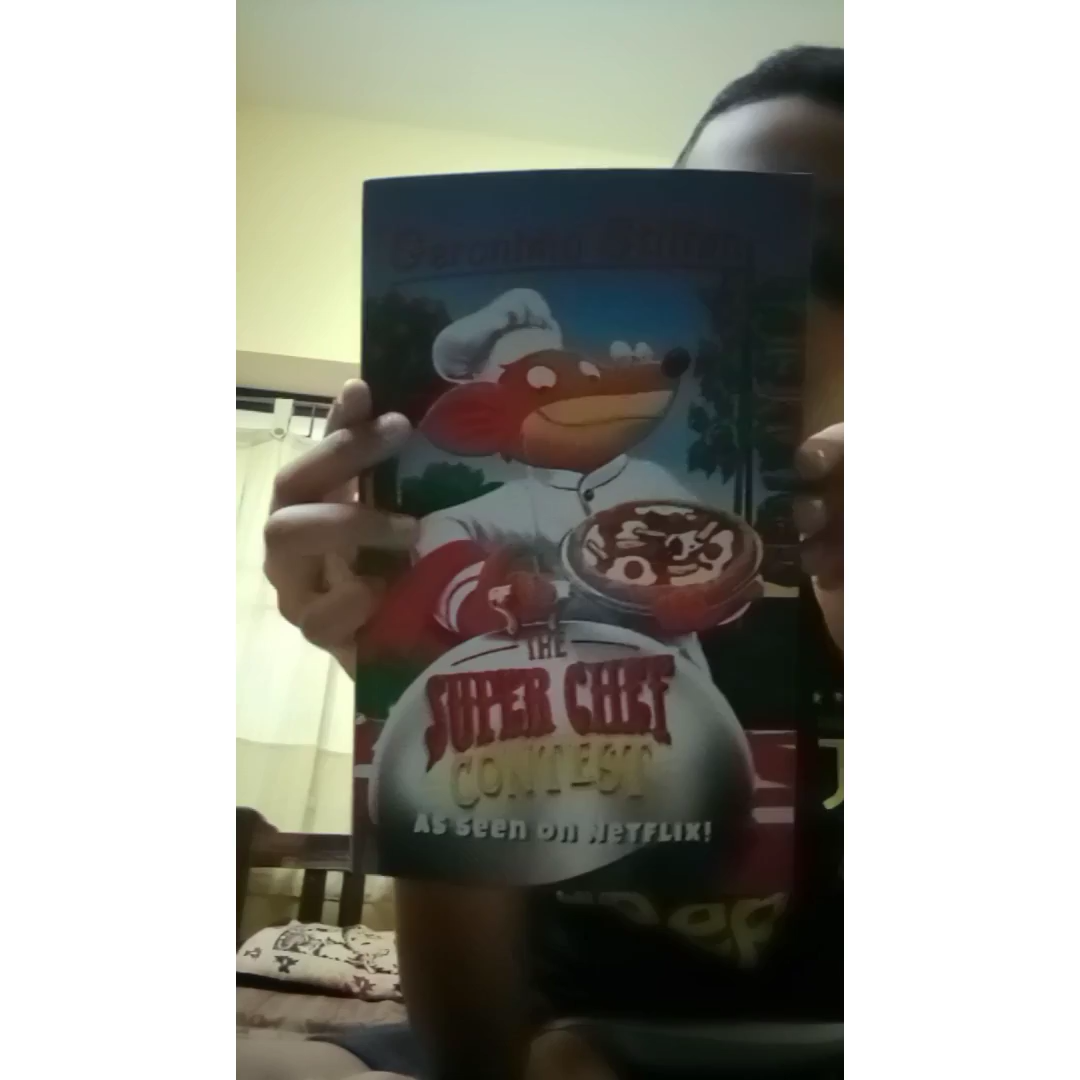 Geronimo Stilton
THE
SUPER CHEF
CONTEST
AS Seen on NETFLIX!